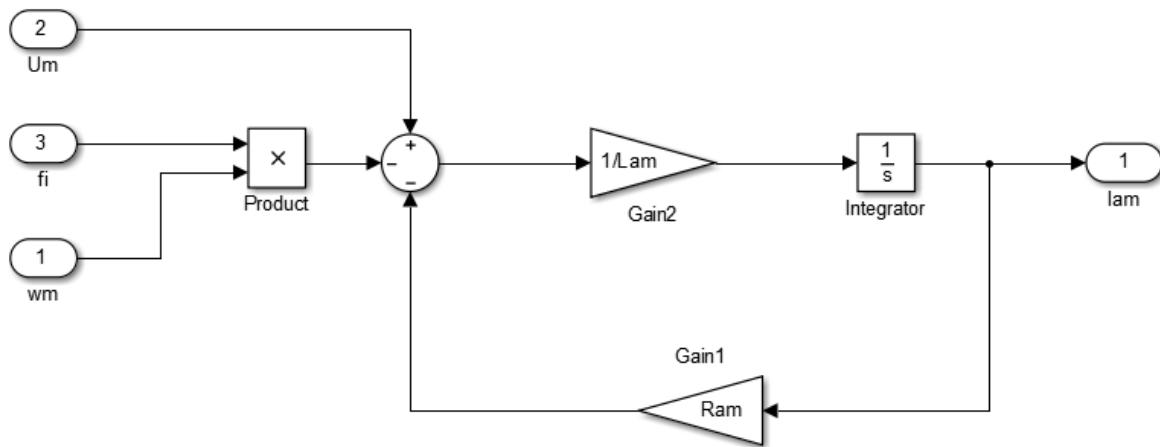 2
Um
3
fi
×
Product
1
wm
+
−
−
1/Lam
Gain2
1
s
Integrator
1
Iam
Gain1
Ram